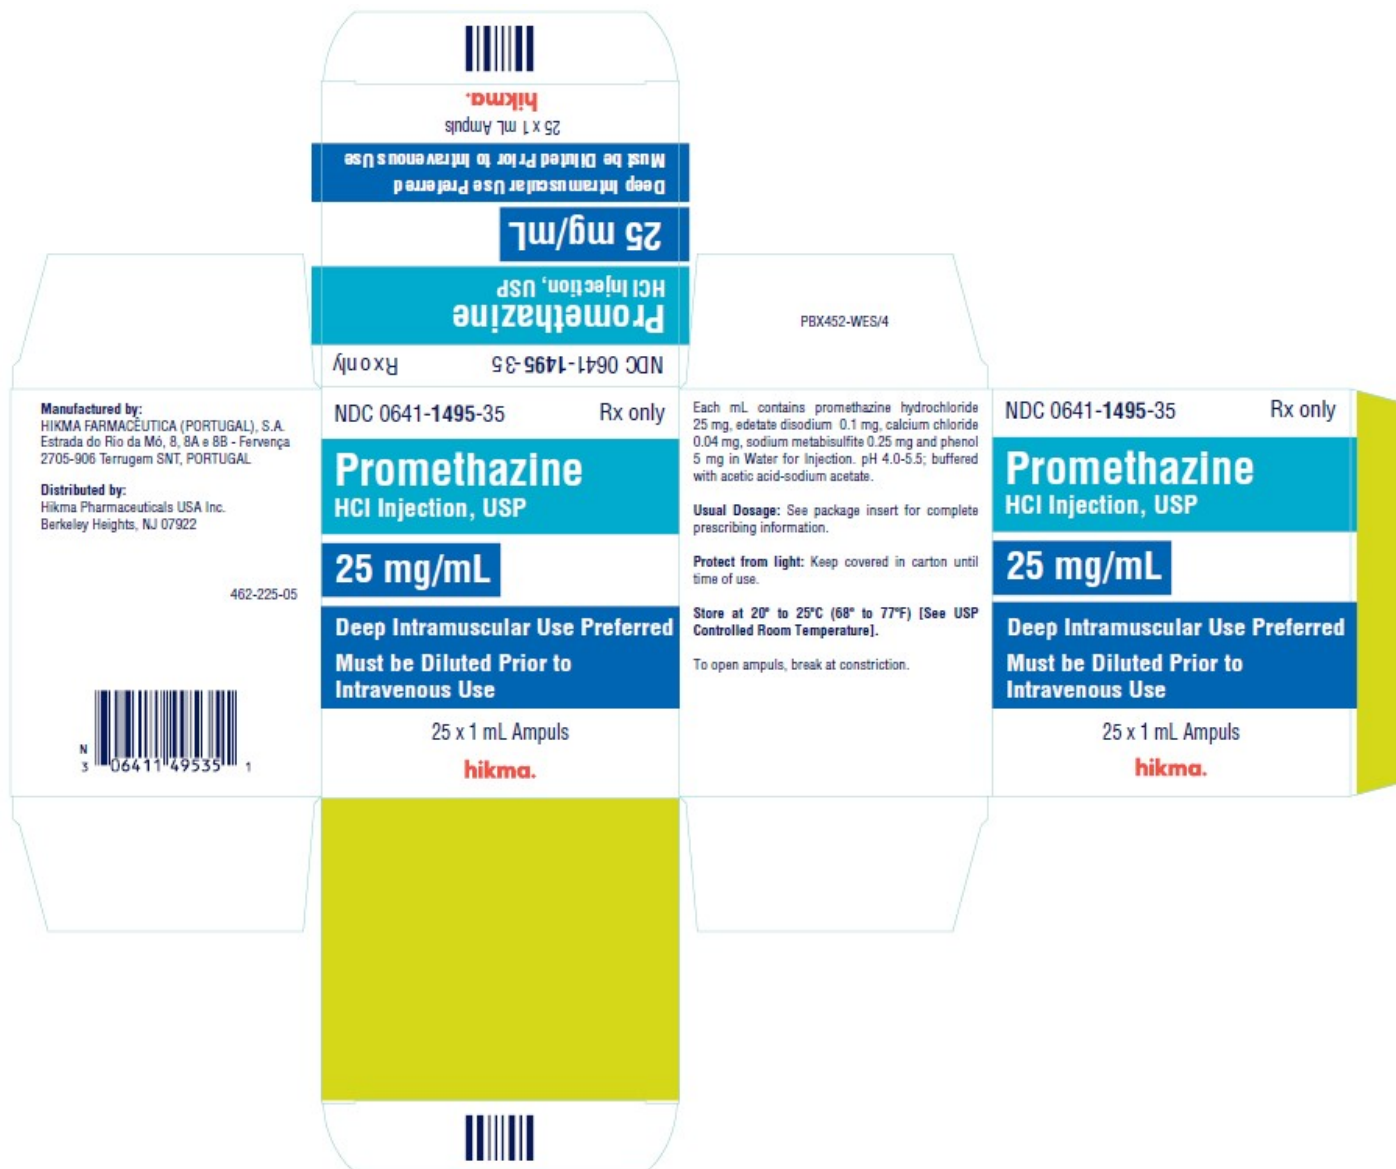 hikma.
25 x 1 mL Ampuls
Must be Diluted Prior to Intravenous Use
Deep Intramuscular Use Preferred
25 mg/mL
HCl Injection, USP
Promethazine
NDC 0641-1495-35 Rx only
PBX452-WES/4
Manufactured by:
HIKMA FARMACÊUTICA (PORTUGAL), S.A.
Estrada do Rio da Mó, 8, 8A e 8B - Fervença
2705-906 Terrugem SNT, PORTUGAL
Distributed by:
Hikma Pharmaceuticals USA Inc.
Berkeley Heights, NJ 07922
462-225-05
N
3 06411 49535 1
NDC 0641-1495-35 Rx only
Promethazine
HCl Injection, USP
25 mg/mL
Deep Intramuscular Use Preferred
Must be Diluted Prior to
Intravenous Use
25 x 1 mL Ampuls
hikma.
Each mL contains promethazine hydrochloride
25 mg, edetate disodium 0.1 mg, calcium chloride
0.04 mg, sodium metabisulfite 0.25 mg and phenol
5 mg in Water for Injection. pH 4.0-5.5; buffered
with acetic acid-sodium acetate.
Usual Dosage: See package insert for complete
prescribing information.
Protect from light: Keep covered in carton until
time of use.
Store at 20° to 25°C (68° to 77°F) [See USP
Controlled Room Temperature].
To open ampuls, break at constriction.
NDC 0641-1495-35 Rx only
Promethazine
HCl Injection, USP
25 mg/mL
Deep Intramuscular Use Preferred
Must be Diluted Prior to
Intravenous Use
25 x 1 mL Ampuls
hikma.